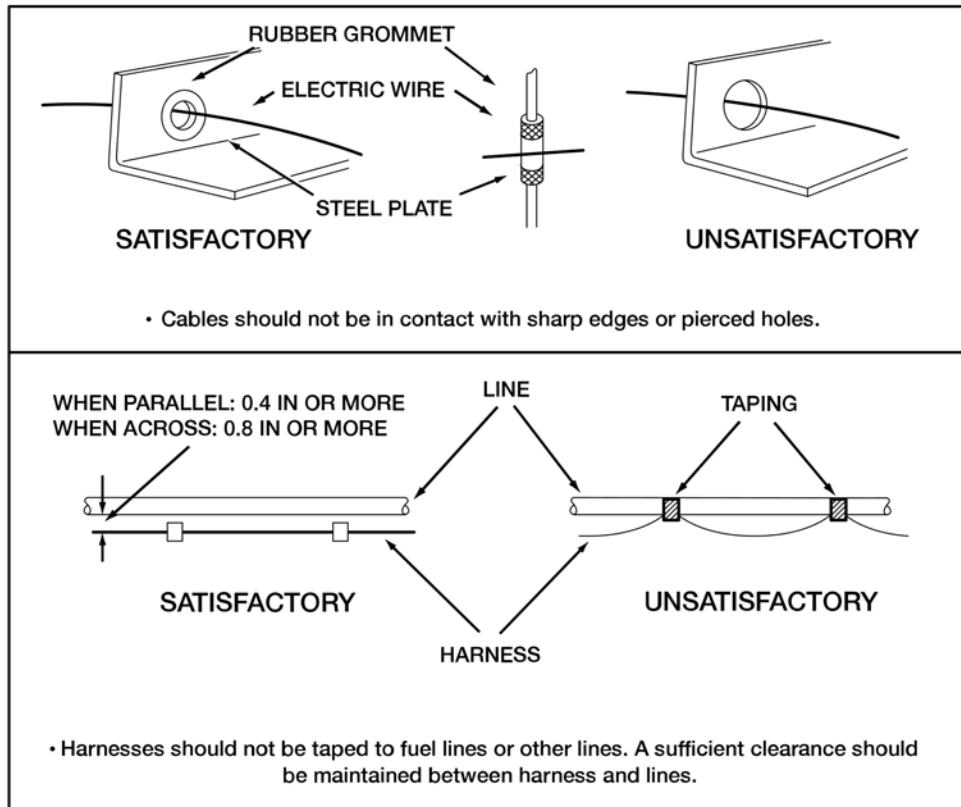 RUBBER GROMMET
ELECTRIC WIRE
STEEL PLATE
SATISFACTORY
UNSATISFACTORY
• Cables should not be in contact with sharp edges or pierced holes.
WHEN PARALLEL: 0.4 IN OR MORE
WHEN ACROSS: 0.8 IN OR MORE
LINE
TAPING
SATISFACTORY
UNSATISFACTORY
HARNESS
• Harnesses should not be taped to fuel lines or other lines. A sufficient clearance should
be maintained between harness and lines.